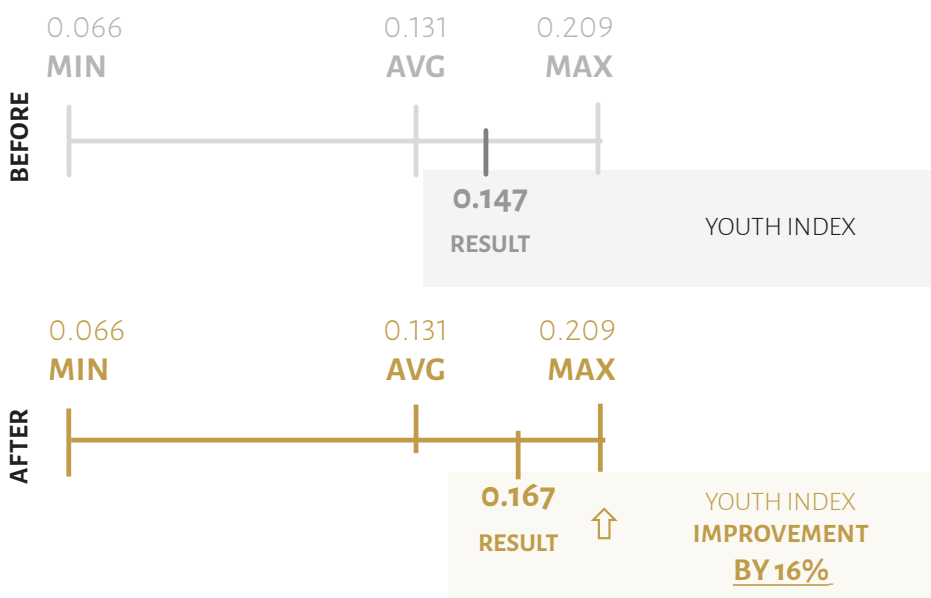 0.066 0.131 0.209
MIN AVG MAX
BEFORE
0.147
RESULT
YOUTH INDEX
0.066 0.131 0.209
MIN AVG MAX
AFTER
0.167
RESULT
YOUTH INDEX
IMPROVEMENT
BY 16%